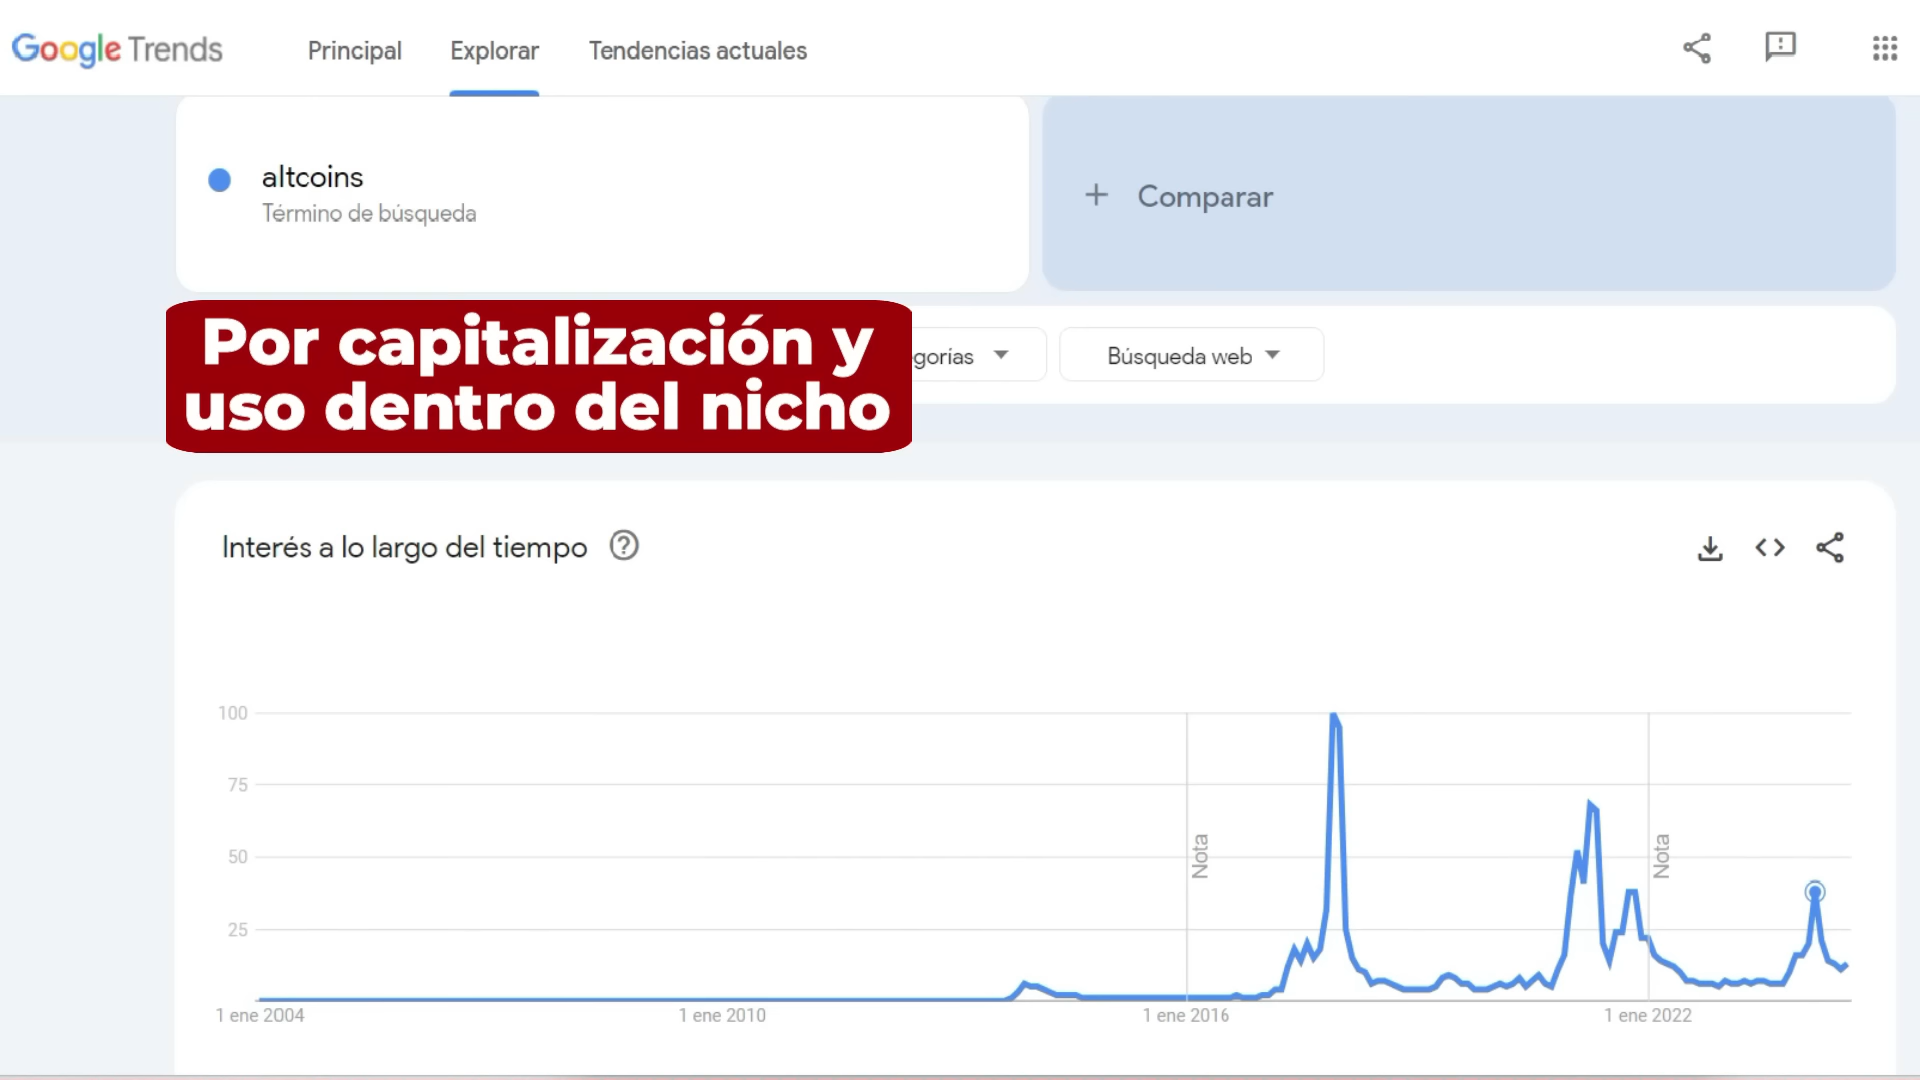 Google Trends
Principal
Explorar
Tendencias actuales
altcoins
Término de búsqueda
+ Comparar
Por capitalización y
uso dentro del nicho
gorías
Búsqueda web
Interés a lo largo del tiempo
100
75
50
25
Nota
Nota
1 ene 2004
1 ene 2010
1 ene 2016
1 ene 2022